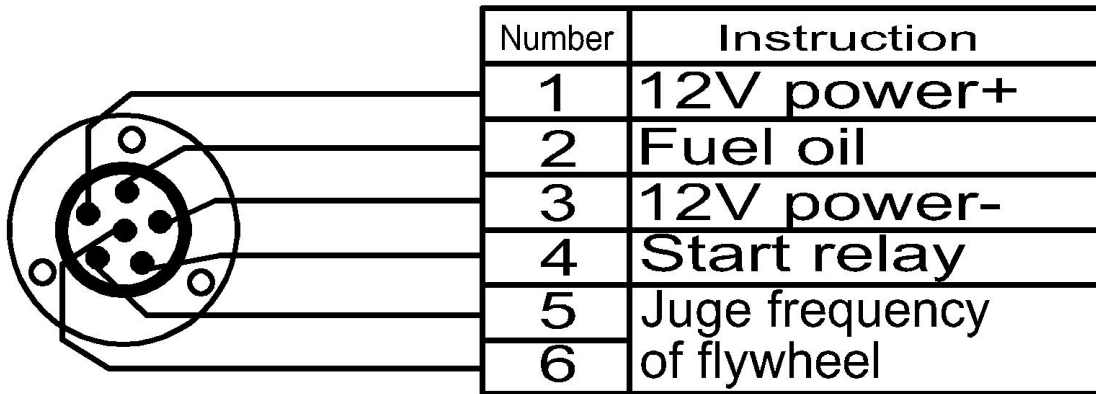 Number Instruction
1 12V power+
2 Fuel oil
3 12V power-
4 Start relay
5 Juge frequency
6 of flywheel